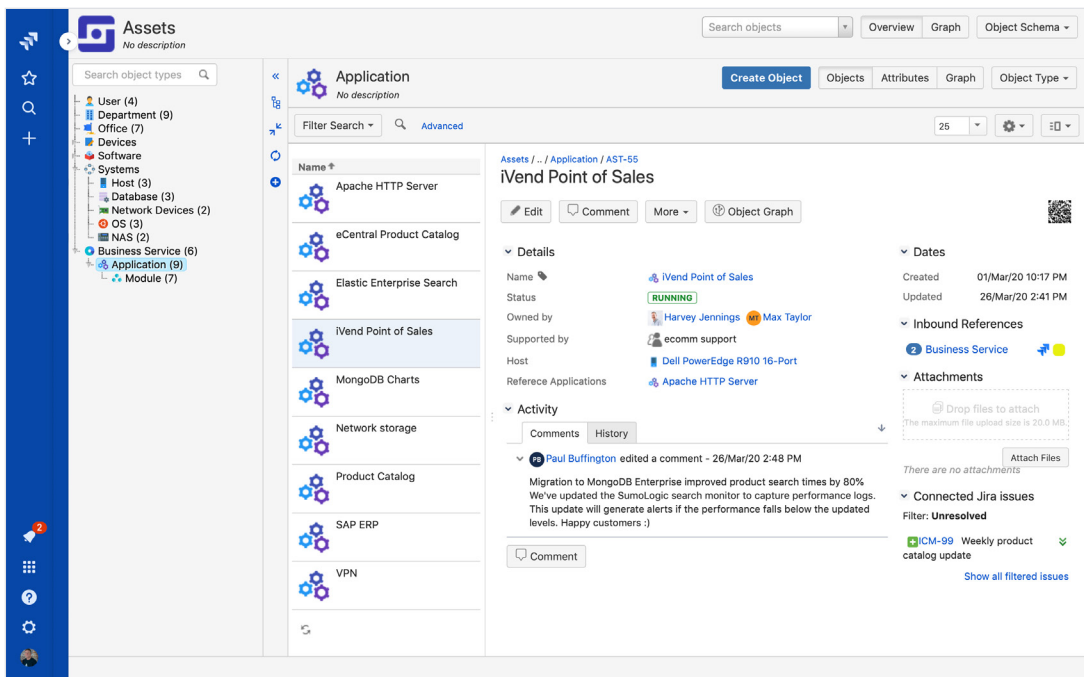 Assets
No description
Search objects
Overview
Graph
Object Schema
Search object types
User (4)
Department (9)
Office (7)
Devices
Software
Systems
Host (3)
Database (3)
Network Devices (2)
OS (3)
NAS (2)
Business Service (6)
Application (9)
Module (7)
2
Application
No description
Create Object
Objects
Attributes
Graph
Object Type
Filter Search
Advanced
25
Name
Apache HTTP Server
eCentral Product Catalog
Elastic Enterprise Search
iVend Point of Sales
MongoDB Charts
Network storage
Product Catalog
SAP ERP
VPN
Assets / .. / Application / AST-55
iVend Point of Sales
Edit
Comment
More
Object Graph
Details
Name
iVend Point of Sales
Status
RUNNING
Owned by
Harvey Jennings MT Max Taylor
Supported by
ecomm support
Host
Dell PowerEdge R910 16-Port
Referece Applications
Apache HTTP Server
Activity
Comments
History
PB Paul Buffington edited a comment - 26/Mar/20 2:48 PM
Migration to MongoDB Enterprise improved product search times by 80%
We've updated the SumoLogic search monitor to capture performance logs.
This update will generate alerts if the performance falls below the updated
levels. Happy customers :)
Comment
Dates
Created 01/Mar/20 10:17 PM
Updated 26/Mar/20 2:41 PM
Inbound References
2 Business Service
Attachments
Drop files to attach
The maximum file upload size is 20.0 MB.
Attach Files
There are no attachments
Connected Jira issues
Filter: Unresolved
ICM-99 Weekly product
catalog update
Show all filtered issues